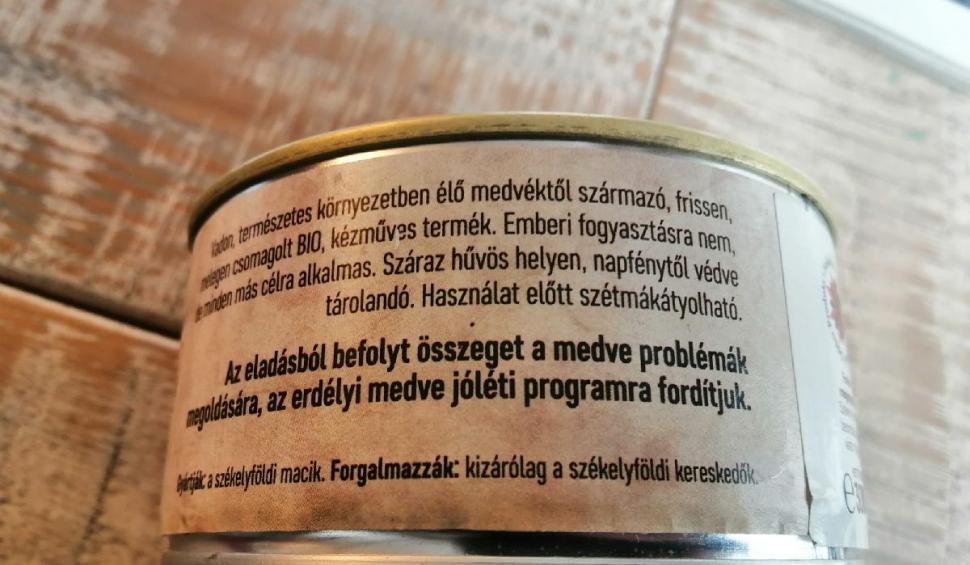 Vadon, természetes környezetben élő medvéktől származó, frissen,
melegen csomagolt BIO, kézműves termék. Emberi fogyasztásra nem,
de minden más célra alkalmas. Száraz hűvös helyen, napfénytől védve
tárolandó. Használat előtt szétmákátyolható.
Az eladásból befolyt összeget a medve problémák
megoldására, az erdélyi medve jóléti programra fordítjuk.
Gyártják: a székelyföldi macik. Forgalmazzák: kizárólag a székelyföldi kereskedők.